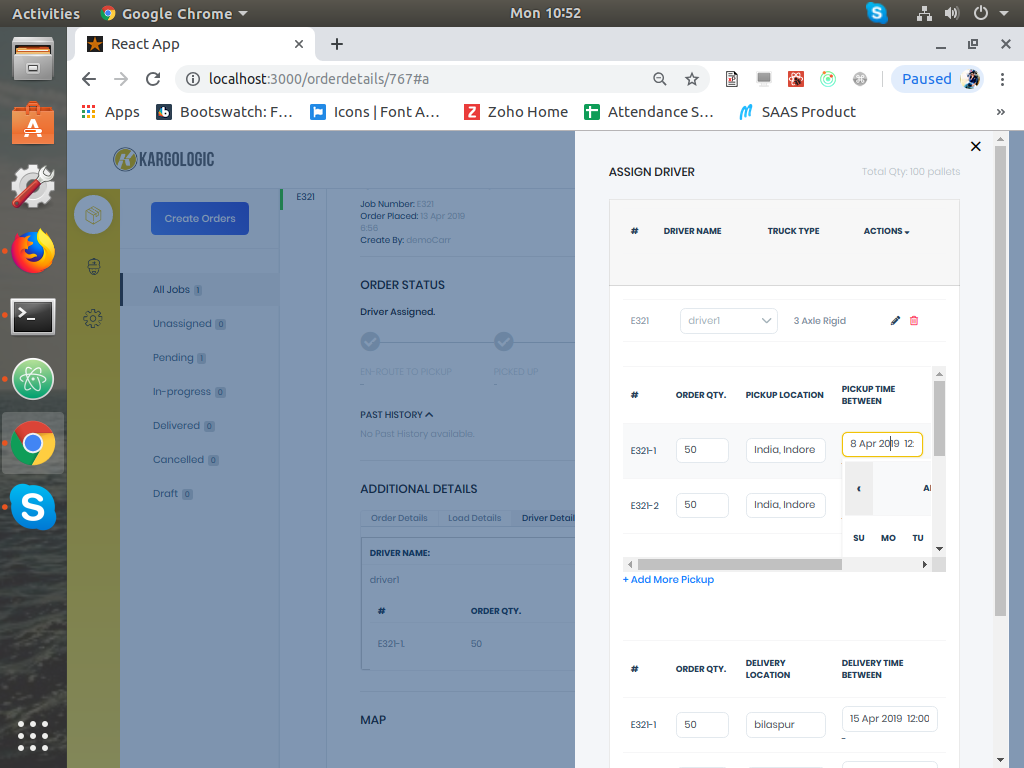 Activities
Google Chrome
Mon 10:52
React App
localhost:3000/orderdetails/767#a
Paused
Apps
Bootswatch: F...
Icons | Font A...
Zoho Home
Attendance S...
SAAS Product
»
KARGOLOGIC
Create Orders
All Jobs 1
Unassigned 0
Pending 1
In-progress 0
Delivered 0
Cancelled 0
Draft 0
E321
Job Number: E321
Order Placed: 13 Apr 2019
Create By: demoCarr
ORDER STATUS
Driver Assigned.
EN-ROUTE TO PICKUP
-
PICKED UP
-
PAST HISTORY
No Past History available.
ADDITIONAL DETAILS
Order Details
Load Details
Driver Detail
DRIVER NAME:
driver1
# ORDER QTY.
E321-1. 50
MAP
ASSIGN DRIVER
Total Qty: 100 pallets
# DRIVER NAME TRUCK TYPE ACTIONS
E321 driver1 3 Axle Rigid
# ORDER QTY. PICKUP LOCATION PICKUP TIME BETWEEN
E321-1 50 India, Indore 8 Apr 2019 12:
‹
E321-2 50 India, Indore
SU MO TU
+ Add More Pickup
# ORDER QTY. DELIVERY LOCATION DELIVERY TIME BETWEEN
E321-1 50 bilaspur 15 Apr 2019 12:00
-